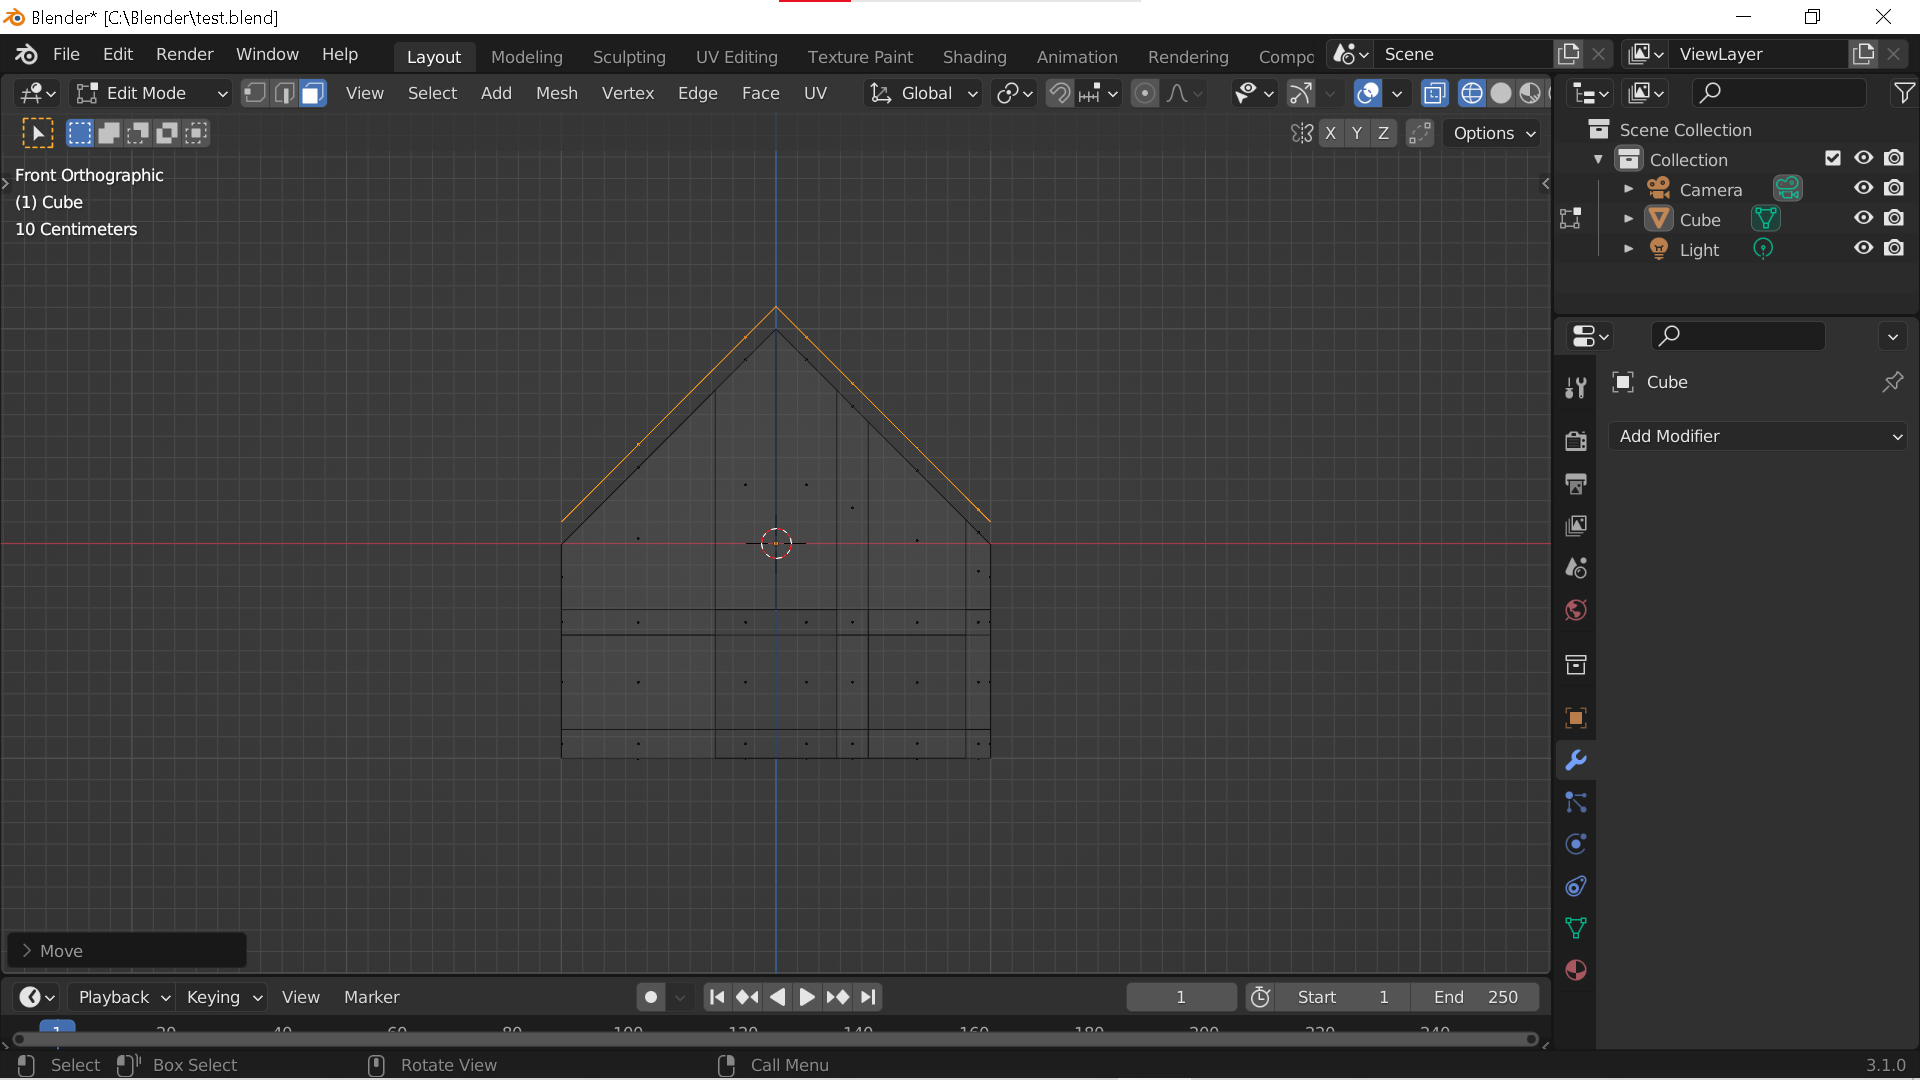 Blender* [C:\Blender\test.blend]
File Edit Render Window Help Layout Modeling Sculpting UV Editing Texture Paint Shading Animation Rendering Compo Scene ViewLayer
Edit Mode View Select Add Mesh Vertex Edge Face UV Global
X Y Z Options
Front Orthographic
(1) Cube
10 Centimeters
Scene Collection
Collection
Camera
Cube
Light
Cube
Add Modifier
Move
Playback Keying View Marker 1 Start 1 End 250
1 20 40 60 80 100 120 140 160 180 200 220 240
Select Box Select Rotate View Call Menu 3.1.0